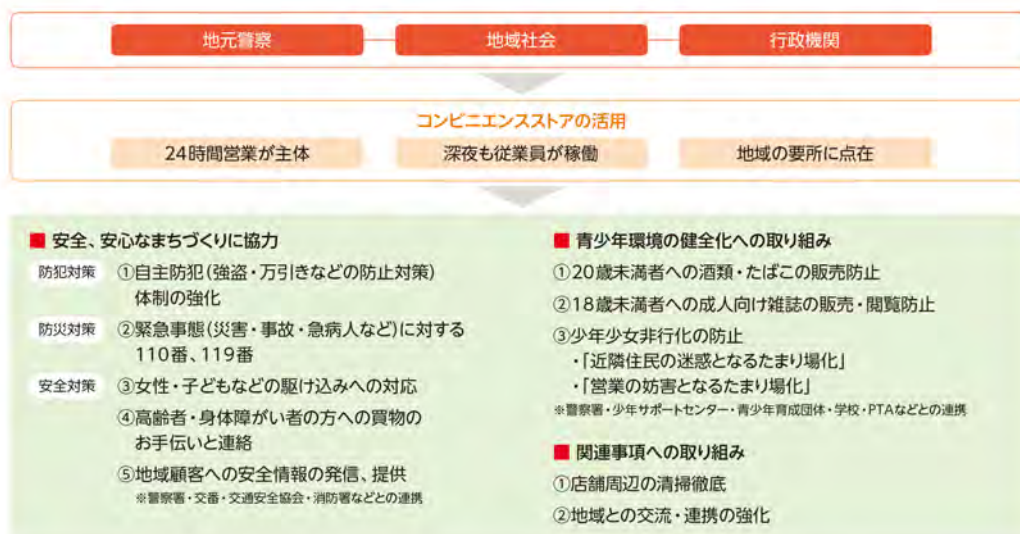 地元警察
地域社会
行政機関
コンビニエンスストアの活用
24時間営業が主体
深夜も従業員が稼働
地域の要所に点在
■ 安全、安心なまちづくりに協力
防犯対策 ①自主防犯(強盗・万引きなどの防止対策)
体制の強化
防災対策 ②緊急事態(災害・事故・急病人など)に対する
110番、119番
安全対策 ③女性・子どもなどの駆け込みへの対応
④高齢者・身体障がい者の方への買物の
お手伝いと連絡
⑤地域顧客への安全情報の発信、提供
※警察署・交番・交通安全協会・消防署などとの連携
■ 青少年環境の健全化への取り組み
①20歳未満者への酒類・たばこの販売防止
②18歳未満者への成人向け雑誌の販売・閲覧防止
③少年少女非行化の防止
・「近隣住民の迷惑となるたまり場化」
・「営業の妨害となるたまり場化」
※警察署・少年サポートセンター・青少年育成団体・学校・PTAなどとの連携
■ 関連事項への取り組み
①店舗周辺の清掃徹底
②地域との交流・連携の強化